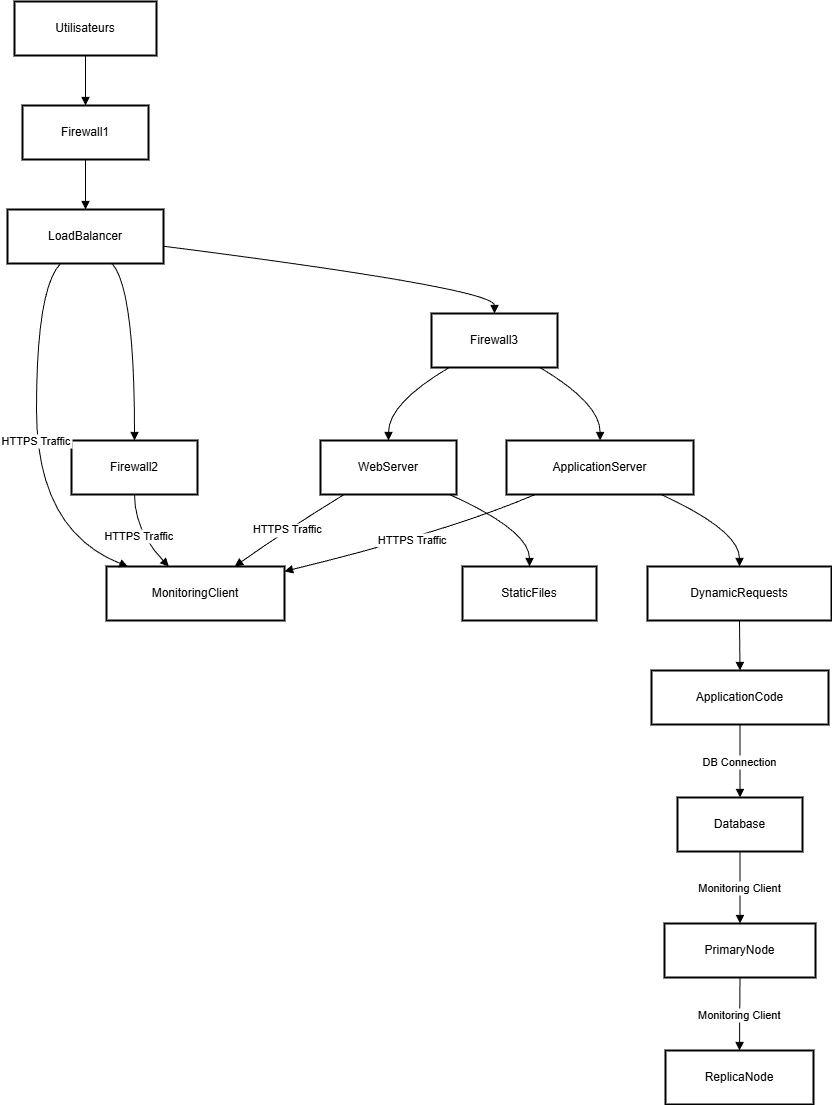 Utilisateurs
Firewall1
LoadBalancer
Firewall3
HTTPS Traffic
Firewall2
WebServer
ApplicationServer
HTTPS Traffic
HTTPS Traffic
HTTPS Traffic
MonitoringClient
StaticFiles
DynamicRequests
ApplicationCode
DB Connection
Database
Monitoring Client
PrimaryNode
Monitoring Client
ReplicaNode